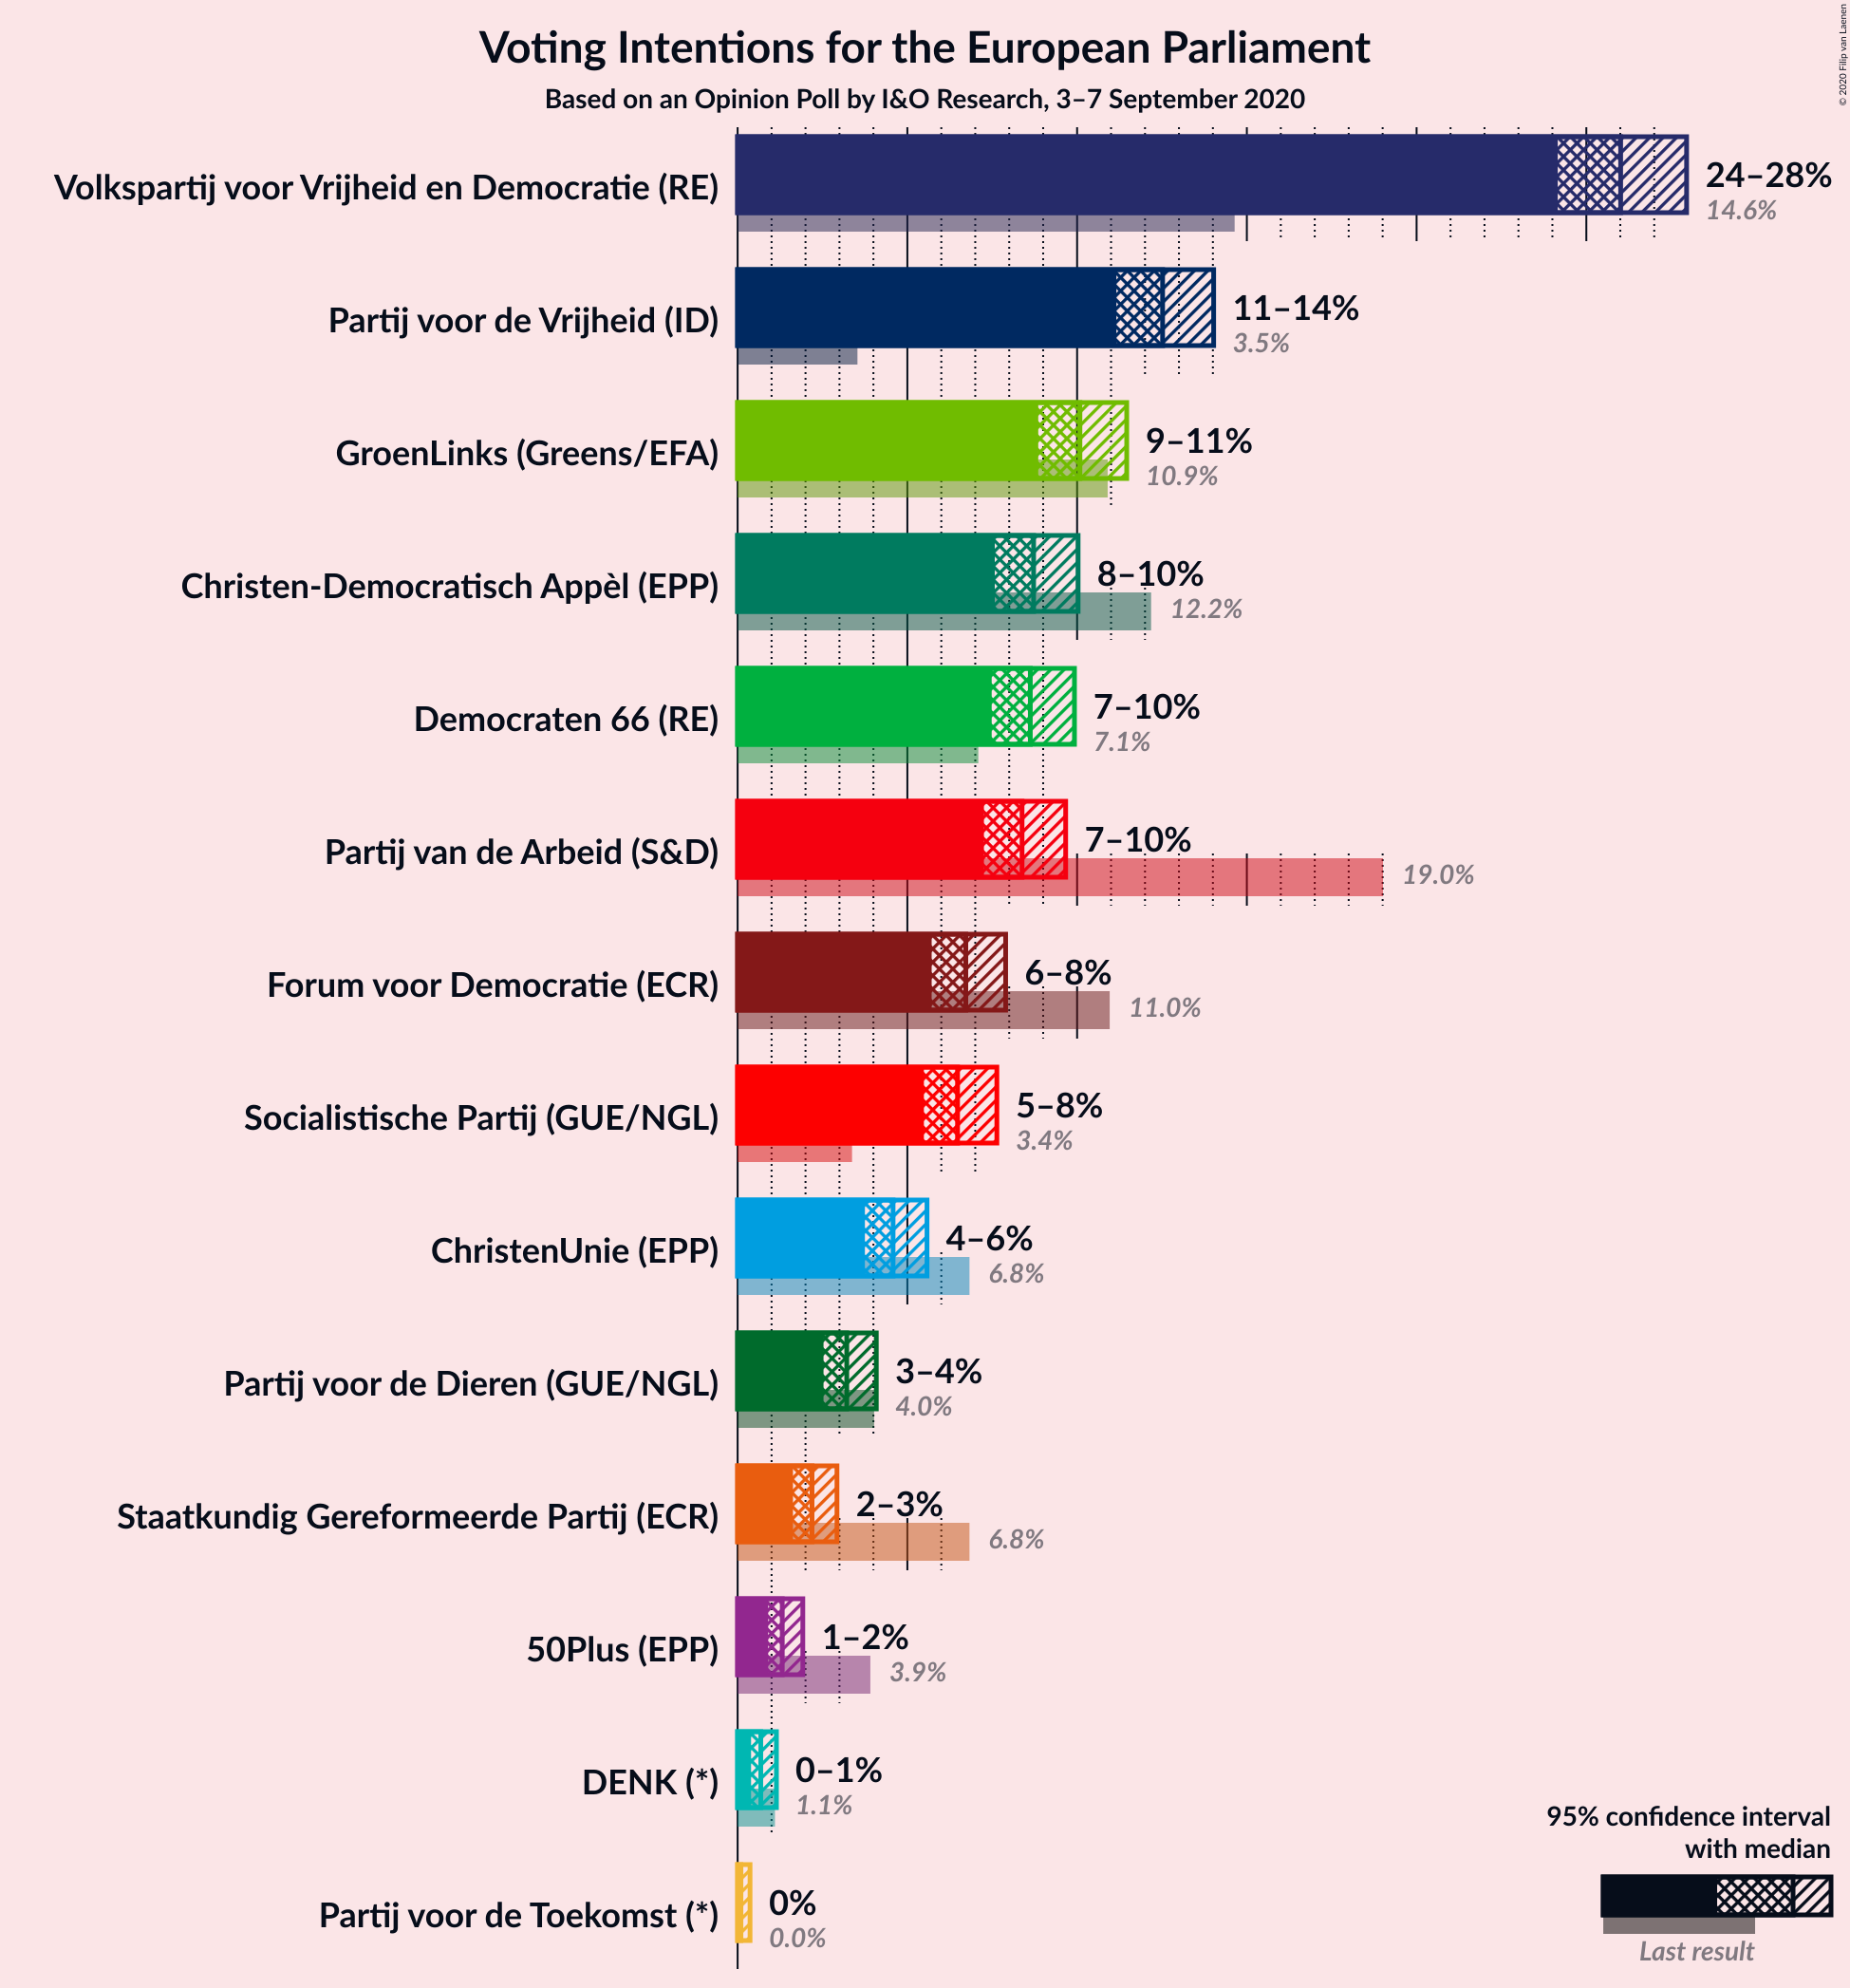 Voting Intentions for the European Parliament
Based on an Opinion Poll by I&O Research, 3–7 September 2020
© 2020 Filip van Laenen
Volkspartij voor Vrijheid en Democratie (RE)
24–28%
14.6%
Partij voor de Vrijheid (ID)
11–14%
3.5%
GroenLinks (Greens/EFA)
9–11%
10.9%
Christen-Democratisch Appèl (EPP)
8–10%
12.2%
Democraten 66 (RE)
7–10%
7.1%
Partij van de Arbeid (S&D)
7–10%
19.0%
Forum voor Democratie (ECR)
6–8%
11.0%
Socialistische Partij (GUE/NGL)
5–8%
3.4%
ChristenUnie (EPP)
4–6%
6.8%
Partij voor de Dieren (GUE/NGL)
3–4%
4.0%
Staatkundig Gereformeerde Partij (ECR)
2–3%
6.8%
50Plus (EPP)
1–2%
3.9%
DENK (*)
0–1%
1.1%
Partij voor de Toekomst (*)
0%
0.0%
95% confidence interval
with median
Last result